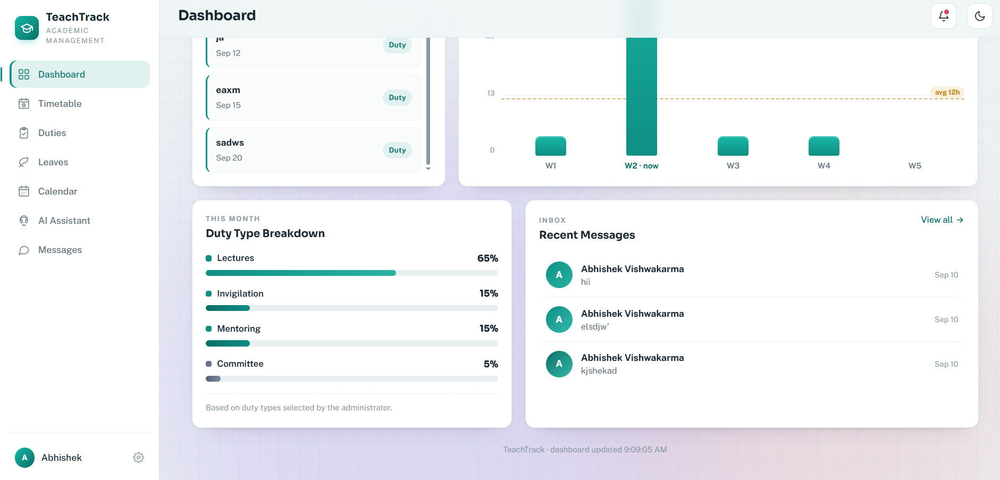 TeachTrack
ACADEMIC
MANAGEMENT
Dashboard
Timetable
Duties
Leaves
Calendar
AI Assistant
Messages
A
Abhishek
Dashboard
ja
Sep 12
Duty
eaxm
Sep 15
Duty
sadws
Sep 20
Duty
13
avg 12h
0
W1
W2 · now
W3
W4
W5
THIS MONTH
Duty Type Breakdown
Lectures
65%
Invigilation
15%
Mentoring
15%
Committee
5%
Based on duty types selected by the administrator.
INBOX
View all →
Recent Messages
A
Abhishek Vishwakarma
hii
Sep 10
A
Abhishek Vishwakarma
elsdjw'
Sep 10
A
Abhishek Vishwakarma
kjshekad
Sep 10
TeachTrack · dashboard updated 9:09:05 AM